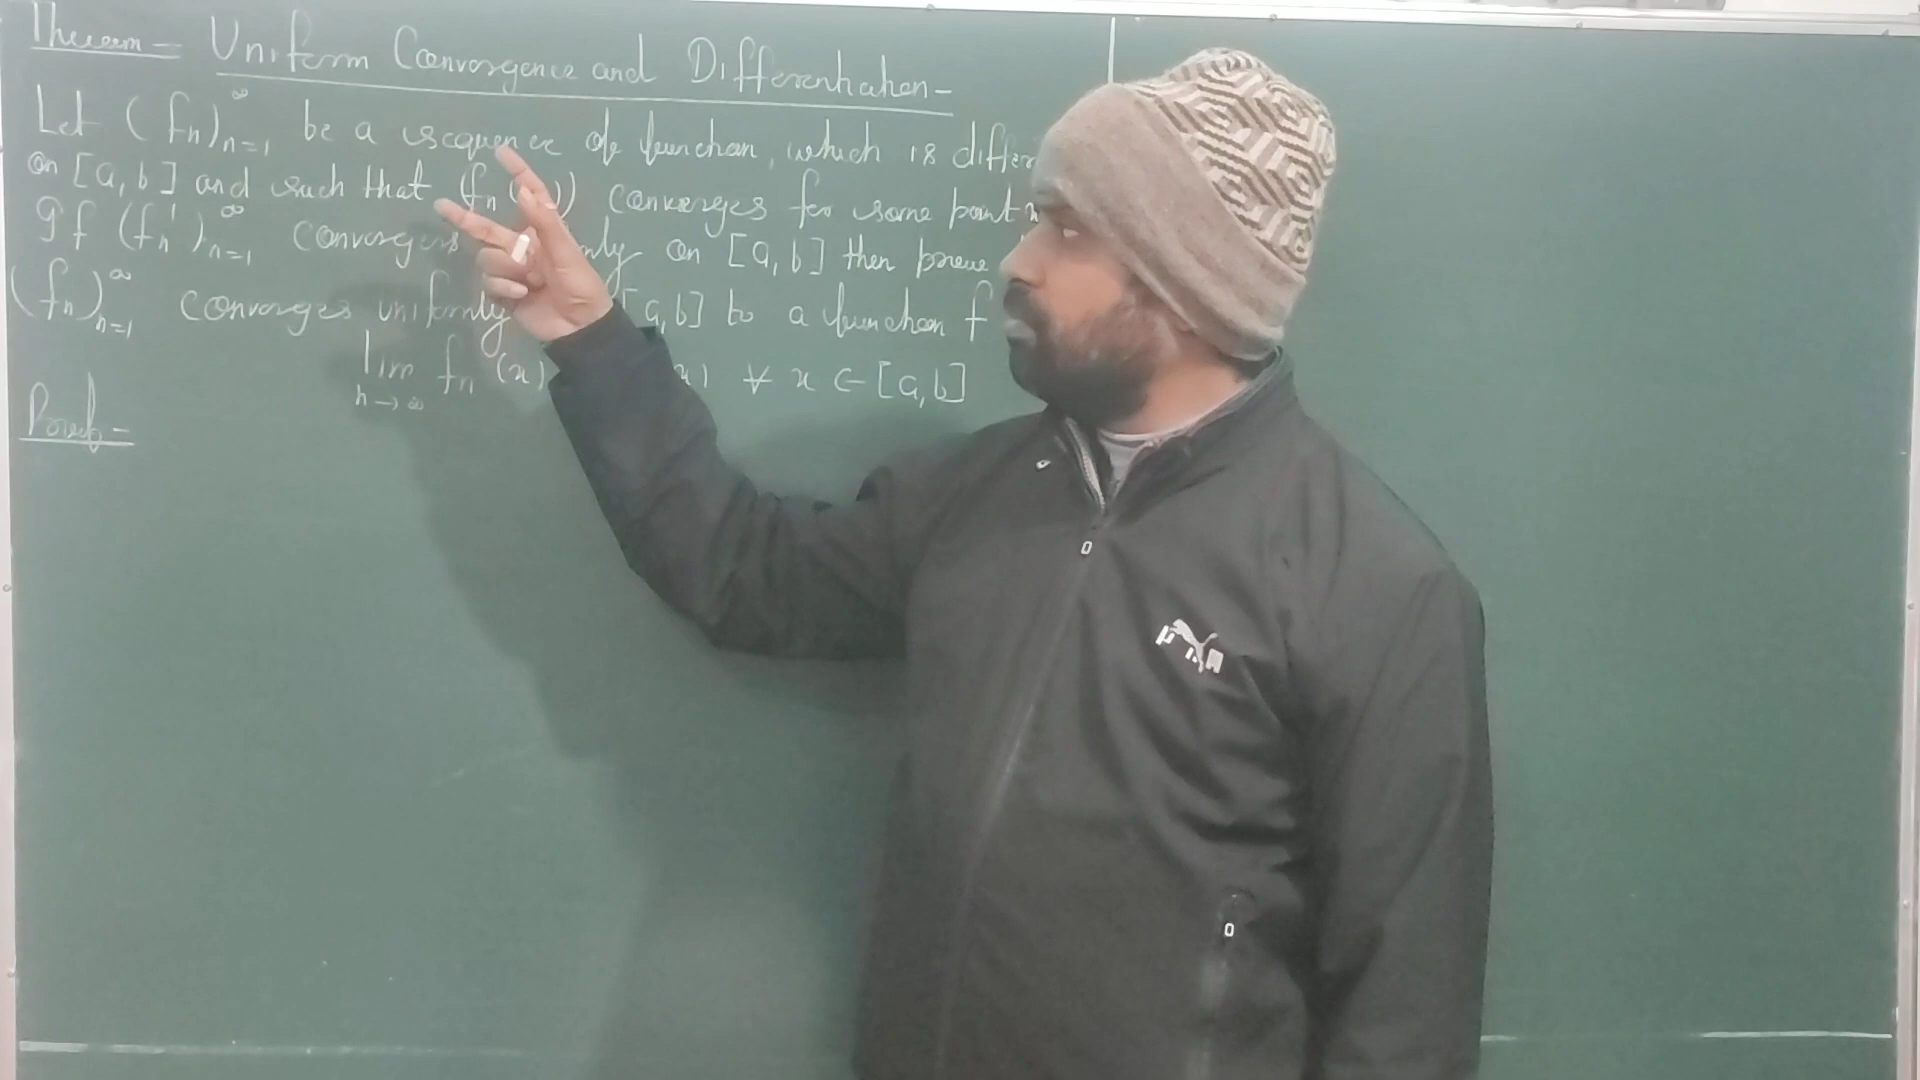 Theorem - Uniform Convergence and Differentiation -
Let (fn)n=1^∞ be a sequence of function, which is differ
on [a, b] and such that (fn ( )) converges for some point x
If (fn')n=1^∞ converges nly on [a, b] then prove
(fn)n=1^∞ converges uniformly [a, b] to a function f
lim n→∞ fn'(x) x) ∀ x ∈ [a, b]
Proof -
PUMA